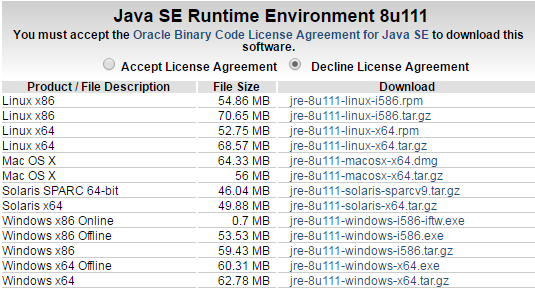 Java SE Runtime Environment 8u111
You must accept the Oracle Binary Code License Agreement for Java SE to download this
software.
Accept License Agreement Decline License Agreement
Product / File Description File Size Download
Linux x86 54.86 MB jre-8u111-linux-i586.rpm
Linux x86 70.65 MB jre-8u111-linux-i586.tar.gz
Linux x64 52.75 MB jre-8u111-linux-x64.rpm
Linux x64 68.57 MB jre-8u111-linux-x64.tar.gz
Mac OS X 64.33 MB jre-8u111-macosx-x64.dmg
Mac OS X 56 MB jre-8u111-macosx-x64.tar.gz
Solaris SPARC 64-bit 46.04 MB jre-8u111-solaris-sparcv9.tar.gz
Solaris x64 49.88 MB jre-8u111-solaris-x64.tar.gz
Windows x86 Online 0.7 MB jre-8u111-windows-i586-iftw.exe
Windows x86 Offline 53.53 MB jre-8u111-windows-i586.exe
Windows x86 59.43 MB jre-8u111-windows-i586.tar.gz
Windows x64 Offline 60.31 MB jre-8u111-windows-x64.exe
Windows x64 62.78 MB jre-8u111-windows-x64.tar.gz